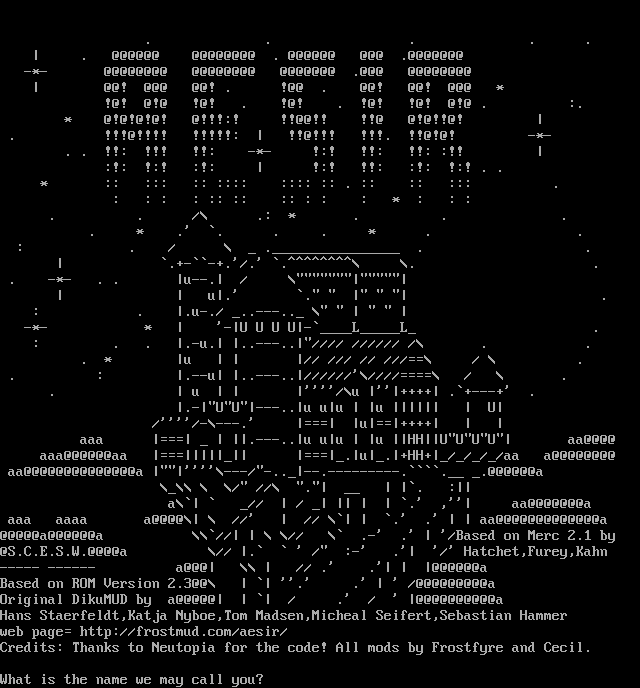 AESIR
Based on Merc 2.1 by
S.C.E.S.W. Hatchet,Furey,Kahn
Based on ROM Version 2.3
Original DikuMUD by
Hans Staerfeldt,Katja Nyboe,Tom Madsen,Micheal Seifert,Sebastian Hammer
web page= http://frostmud.com/aesir/
Credits: Thanks to Neutopia for the code! All mods by Frostfyre and Cecil.
What is the name we may call you?